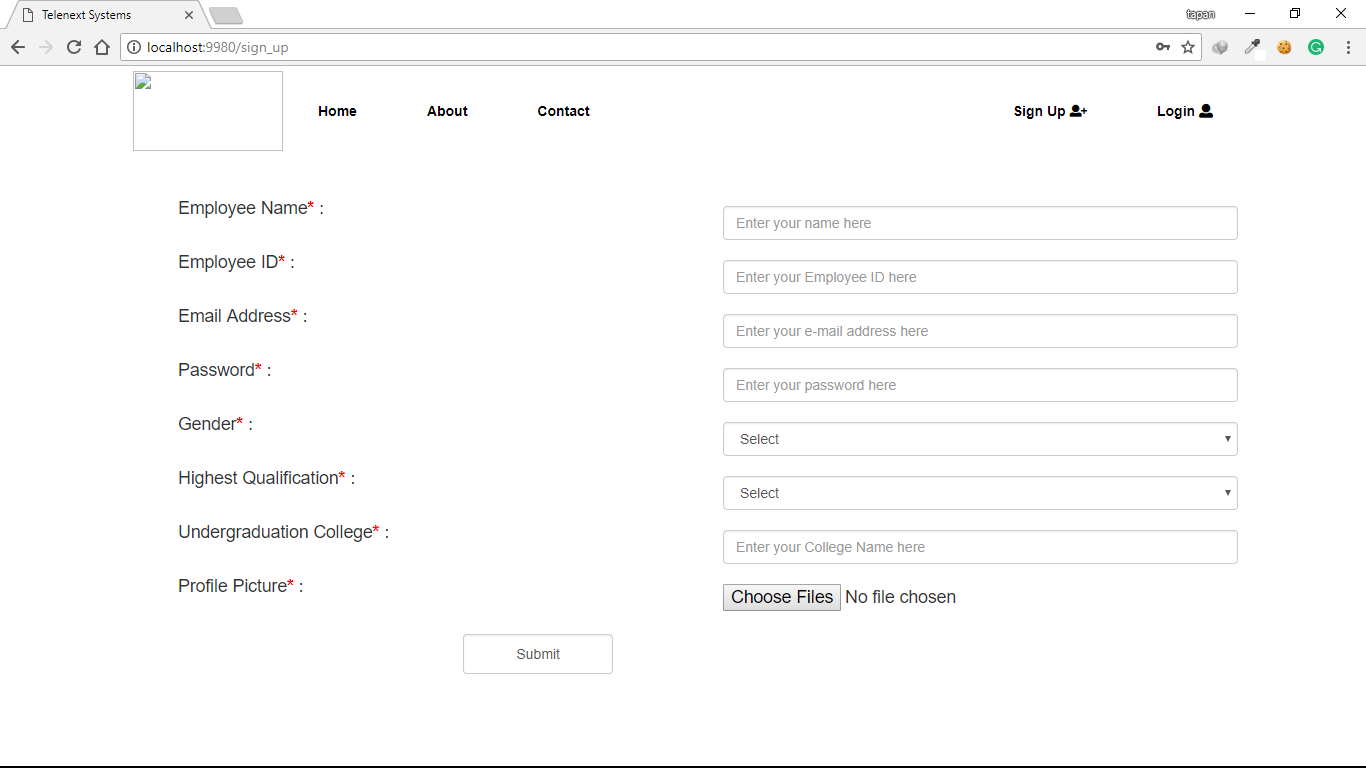 Telenext Systems
tapan
localhost:9980/sign_up
Home About Contact Sign Up Login
Employee Name* :
Enter your name here
Employee ID* :
Enter your Employee ID here
Email Address* :
Enter your e-mail address here
Password* :
Enter your password here
Gender* :
Select
Highest Qualification* :
Select
Undergraduation College* :
Enter your College Name here
Profile Picture* :
Choose Files No file chosen
Submit